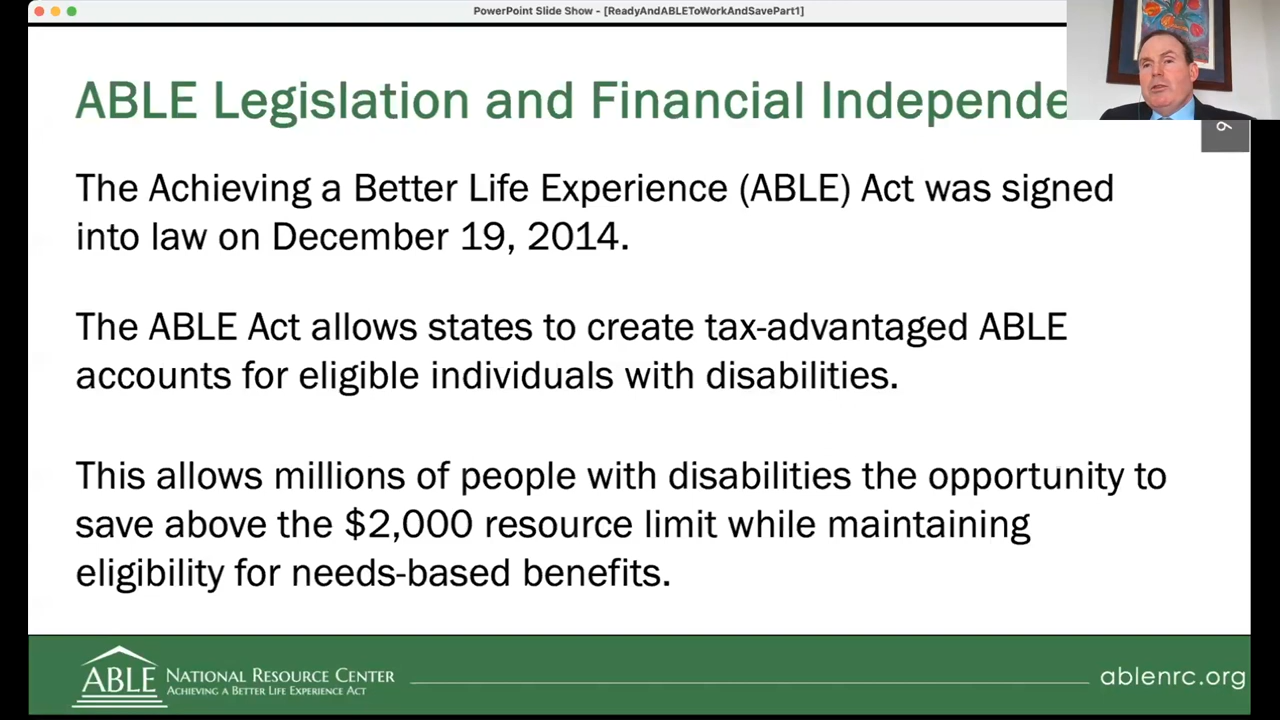 PowerPoint Slide Show - [ReadyAndABLEToWorkAndSavePart1]
ABLE Legislation and Financial Independe
The Achieving a Better Life Experience (ABLE) Act was signed
into law on December 19, 2014.
The ABLE Act allows states to create tax-advantaged ABLE
accounts for eligible individuals with disabilities.
This allows millions of people with disabilities the opportunity to
save above the $2,000 resource limit while maintaining
eligibility for needs-based benefits.
ABLE NATIONAL RESOURCE CENTER
ACHIEVING A BETTER LIFE EXPERIENCE ACT
ablenrc.org